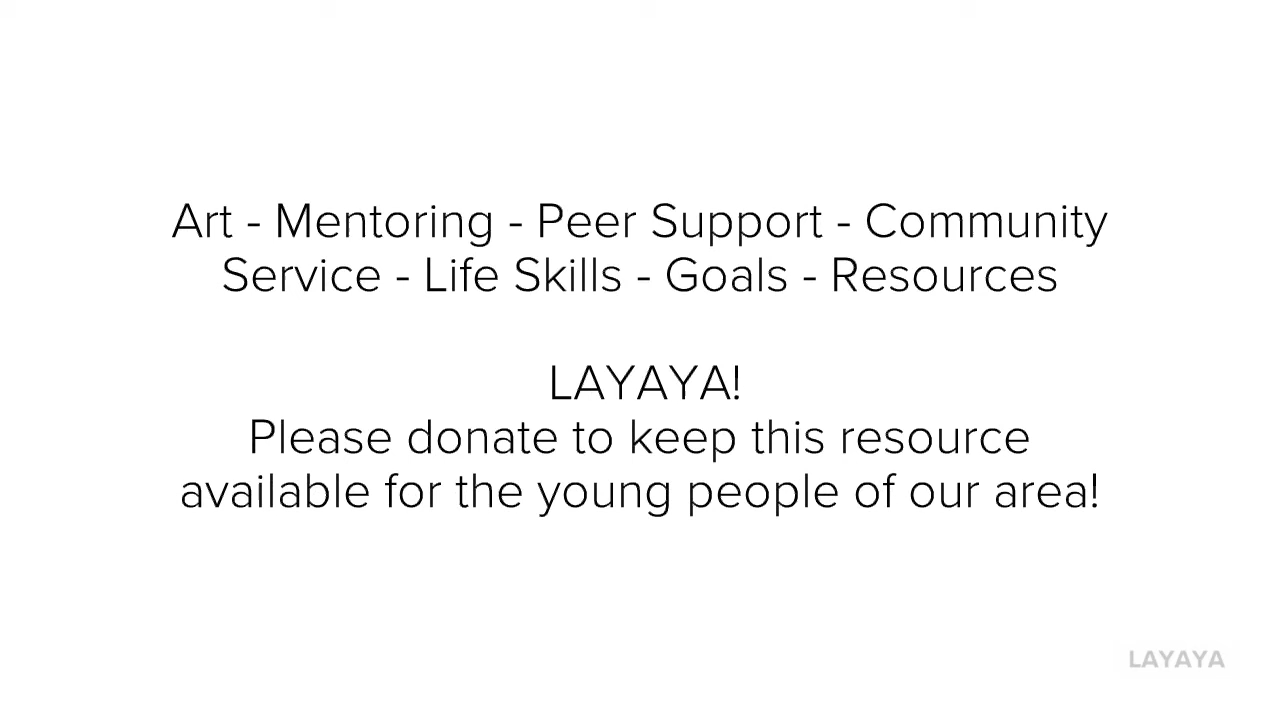 Art - Mentoring - Peer Support - Community
Service - Life Skills - Goals - Resources
LAYAYA!
Please donate to keep this resource
available for the young people of our area!
LAYAYA